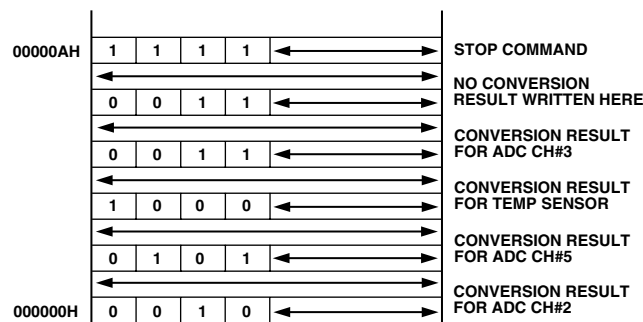 00000AH 1 1 1 1 STOP COMMAND
NO CONVERSION
0 0 1 1 RESULT WRITTEN HERE
CONVERSION RESULT
0 0 1 1 FOR ADC CH#3
CONVERSION RESULT
1 0 0 0 FOR TEMP SENSOR
CONVERSION RESULT
0 1 0 1 FOR ADC CH#5
CONVERSION RESULT
000000H 0 0 1 0 FOR ADC CH#2